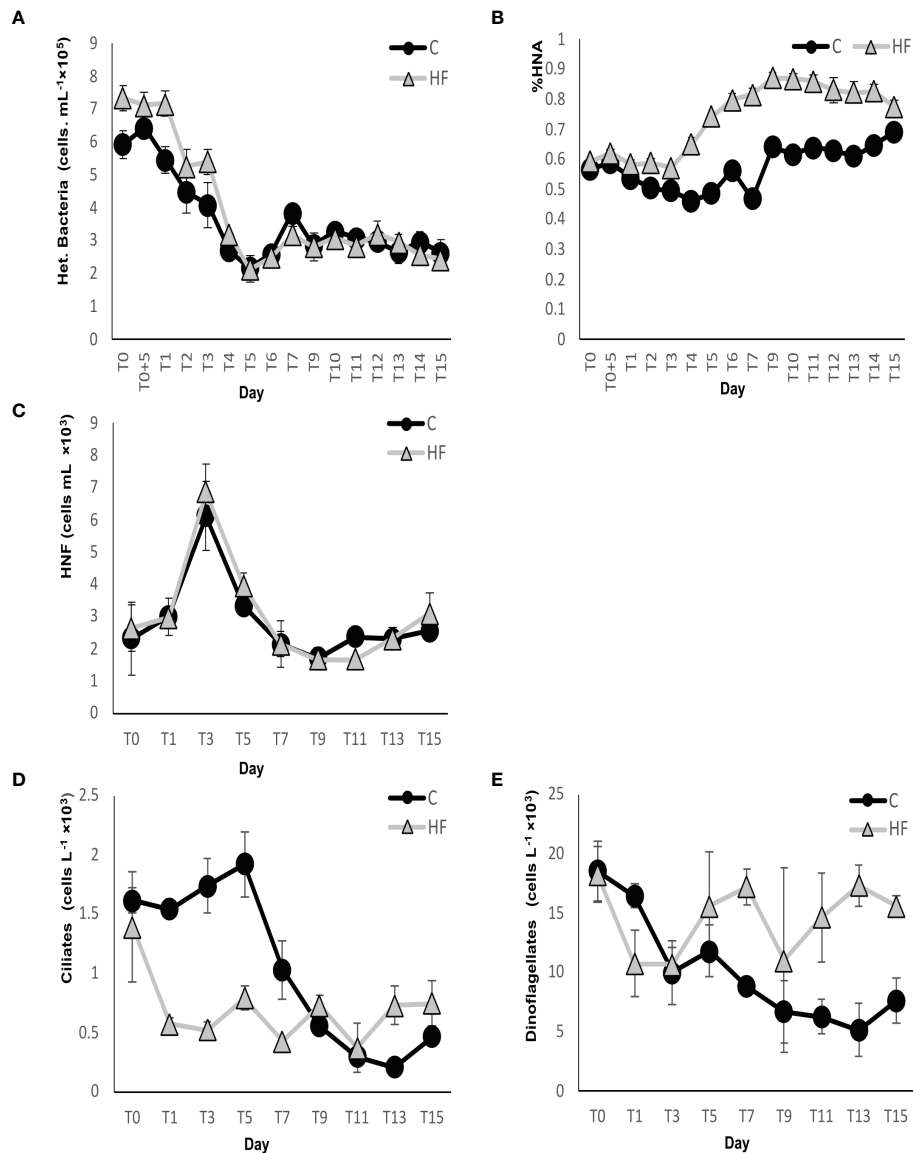 A
Het. Bacteria (cells. mL⁻¹×10⁵)
9
8
7
6
5
4
3
2
1
0
C
HF
T0 T0+5 T1 T2 T3 T4 T5 T6 T7 T9 T10 T11 T12 T13 T14 T15
Day
B
%HNA
1
0.9
0.8
0.7
0.6
0.5
0.4
0.3
0.2
0.1
0
C HF
T0 T0+5 T1 T2 T3 T4 T5 T6 T7 T9 T10 T11 T12 T13 T14 T15
Day
C
HNF (cells mL ×10³)
9
8
7
6
5
4
3
2
1
0
C
HF
T0 T1 T3 T5 T7 T9 T11 T13 T15
Day
D
Ciliates (cells L⁻¹ ×10³)
2.5
2
1.5
1
0.5
0
C
HF
T0 T1 T3 T5 T7 T9 T11 T13 T15
Day
E
Dinoflagellates (cells L⁻¹ ×10³)
25
20
15
10
5
0
C
HF
T0 T1 T3 T5 T7 T9 T11 T13 T15
Day